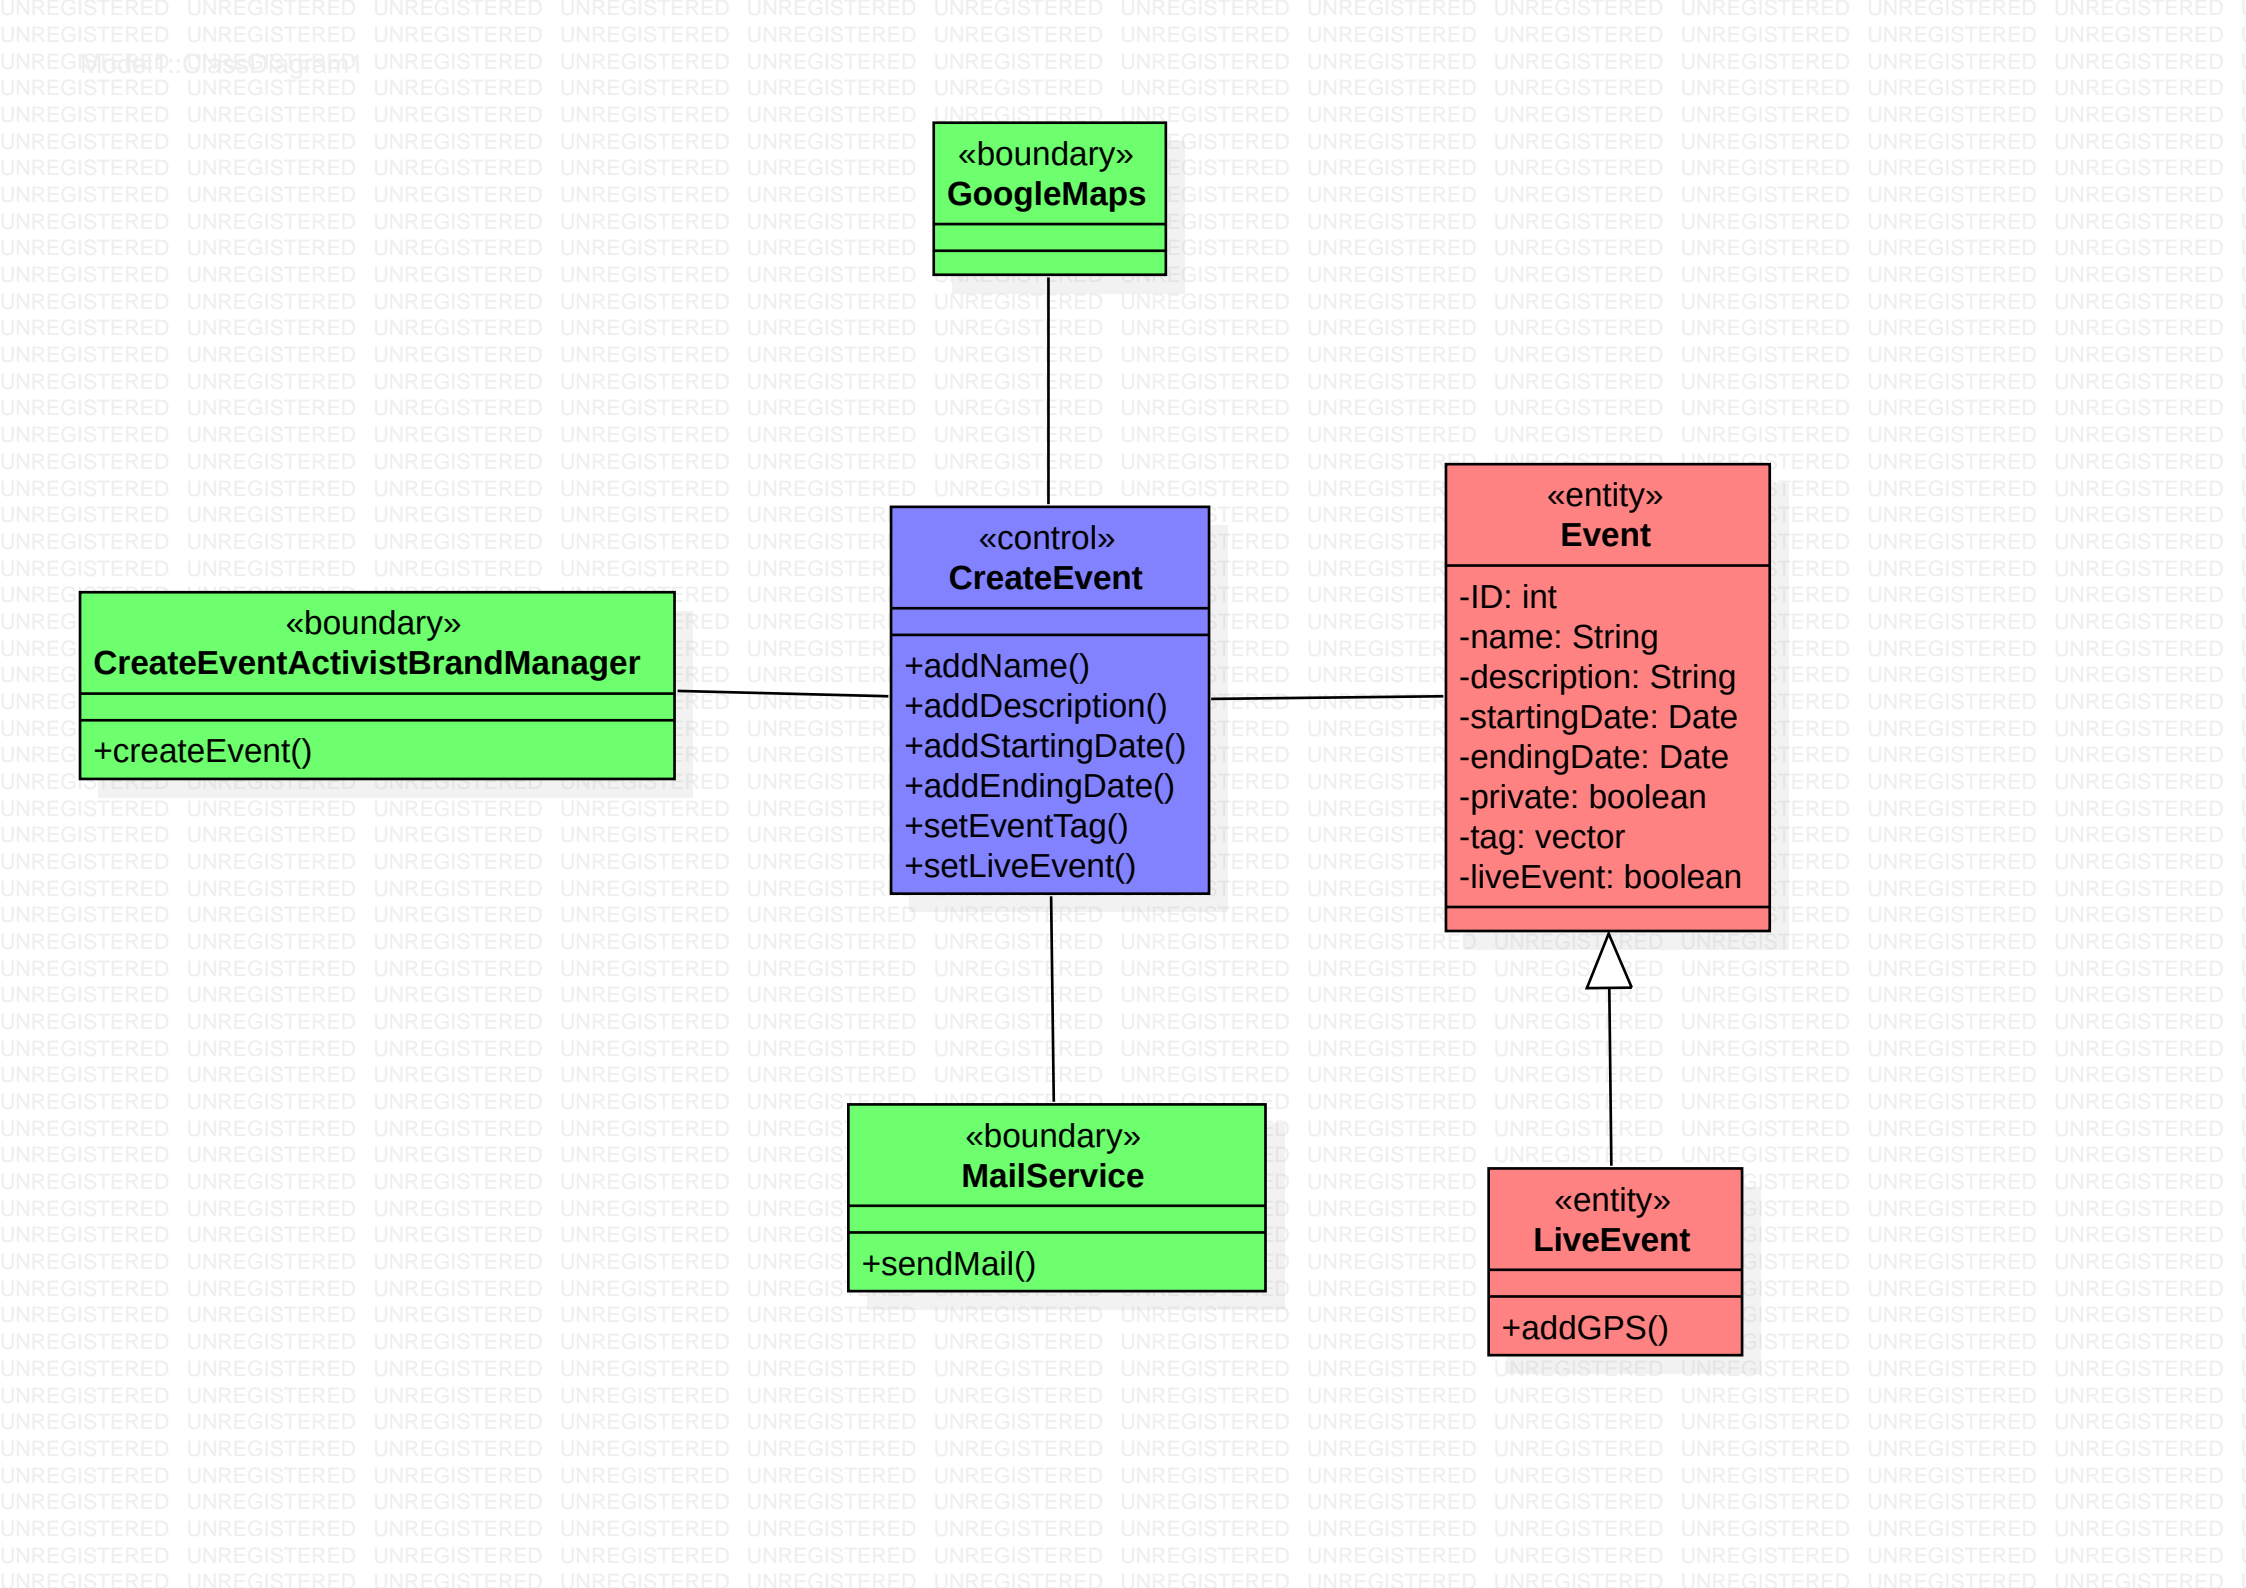 Model1::ClassDiagram1
«boundary»
GoogleMaps
«control»
CreateEvent
+addName()
+addDescription()
+addStartingDate()
+addEndingDate()
+setEventTag()
+setLiveEvent()
«entity»
Event
-ID: int
-name: String
-description: String
-startingDate: Date
-endingDate: Date
-private: boolean
-tag: vector
-liveEvent: boolean
«boundary»
CreateEventActivistBrandManager
+createEvent()
«boundary»
MailService
+sendMail()
«entity»
LiveEvent
+addGPS()
UNREGISTERED